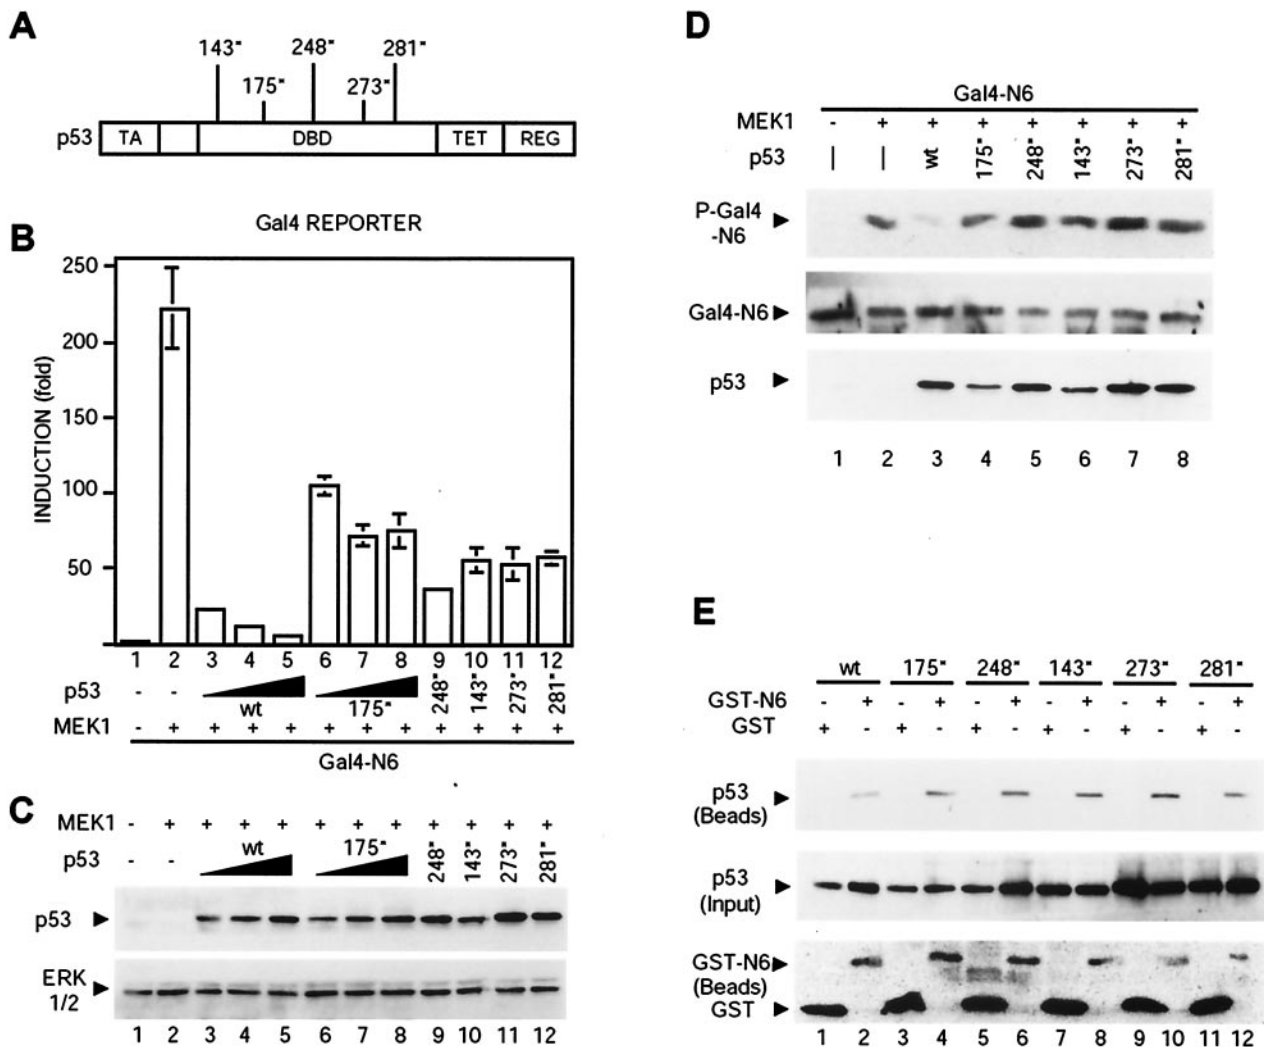 A
143* 248* 281*
175* 273*
p53 TA DBD TET REG
B
Gal4 REPORTER
INDUCTION (fold)
250
200
150
100
50
1 2 3 4 5 6 7 8 9 10 11 12
p53 - - wt 175* 248* 143* 273* 281*
MEK1 - + + + + + + + + + + +
Gal4-N6
C
MEK1 - + + + + + + + + + + +
p53 - - wt 175* 248* 143* 273* 281*
p53
ERK
1/2
1 2 3 4 5 6 7 8 9 10 11 12
D
Gal4-N6
MEK1 - + + + + + + +
p53 | | wt 175* 248* 143* 273* 281*
P-Gal4
-N6
Gal4-N6
p53
1 2 3 4 5 6 7 8
E
wt 175* 248* 143* 273* 281*
GST-N6 - + - + - + - + - + - +
GST + - + - + - + - + - + -
p53
(Beads)
p53
(Input)
GST-N6
(Beads)
GST
1 2 3 4 5 6 7 8 9 10 11 12